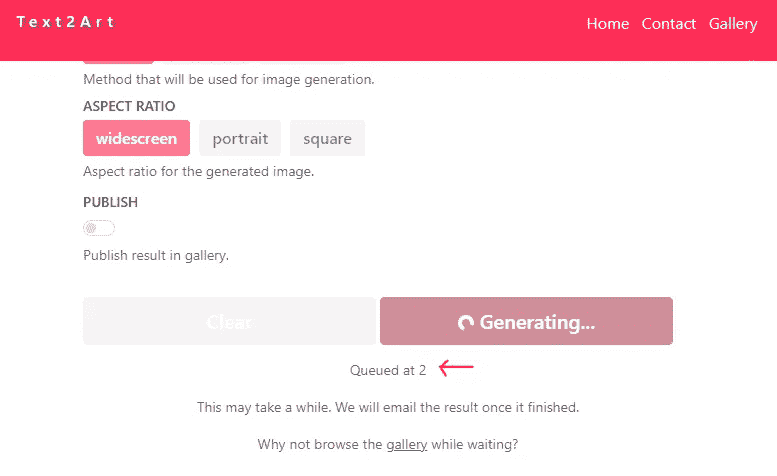 Text2Art
Home Contact Gallery
Method that will be used for image generation.
ASPECT RATIO
widescreen portrait square
Aspect ratio for the generated image.
PUBLISH
Publish result in gallery.
Clear Generating...
Queued at 2
This may take a while. We will email the result once it finished.
Why not browse the gallery while waiting?